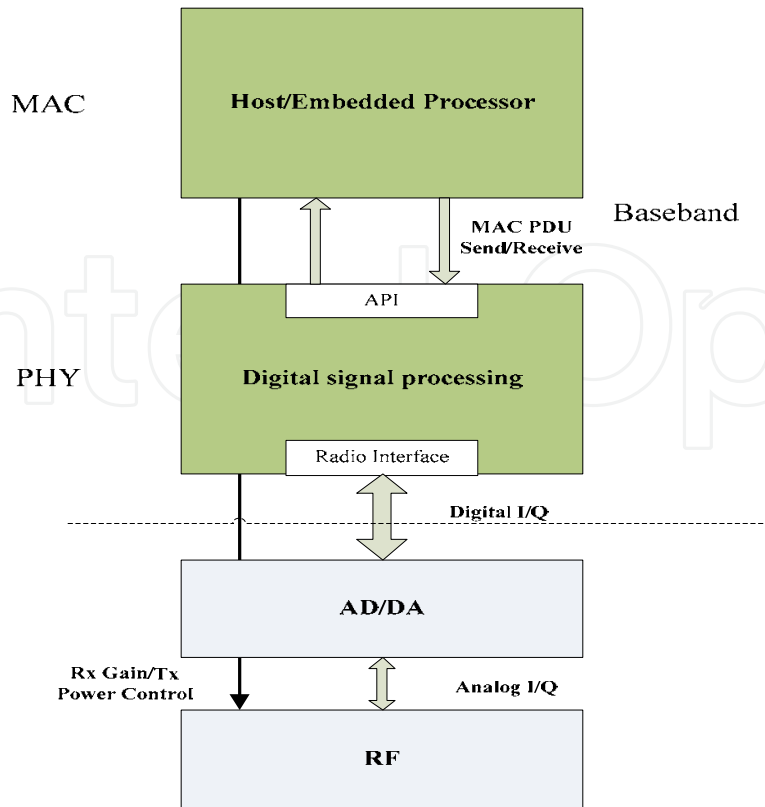 MAC
Host/Embedded Processor
Baseband
MAC PDU
Send/Receive
API
PHY
Digital signal processing
Radio Interface
Digital I/Q
AD/DA
Rx Gain/Tx
Power Control
Analog I/Q
RF